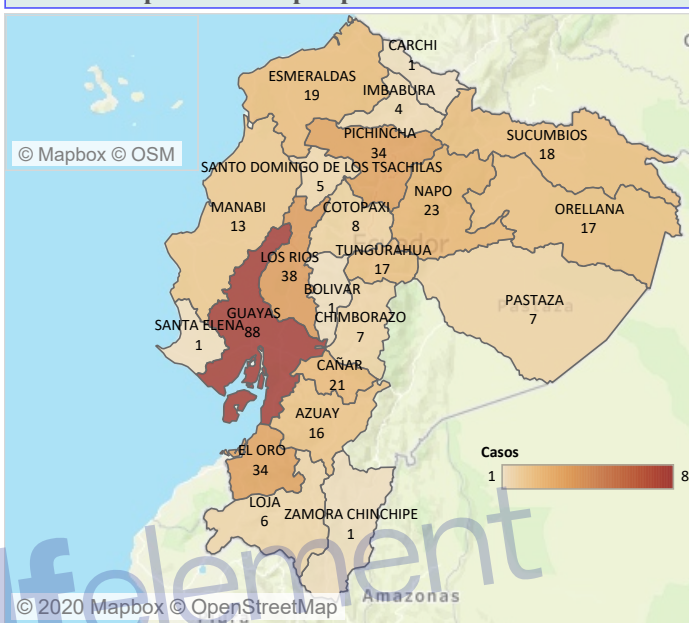 CARCHI
1
ESMERALDAS
19
IMBABURA
4
PICHINCHA
34
SUCUMBIOS
18
© Mapbox © OSM
SANTO DOMINGO DE LOS TSACHILAS
5
NAPO
23
MANABI
13
COTOPAXI
8
ORELLANA
17
TUNGURAHUA
17
LOS RIOS
38
BOLIVAR
1
PASTAZA
7
GUAYAS
88
CHIMBORAZO
7
SANTA ELENA
1
CAÑAR
21
AZUAY
16
EL ORO
34
Casos
1
8
LOJA
6
ZAMORA CHINCHIPE
1
lfelement
Amazonas
© 2020 Mapbox © OpenStreetMap